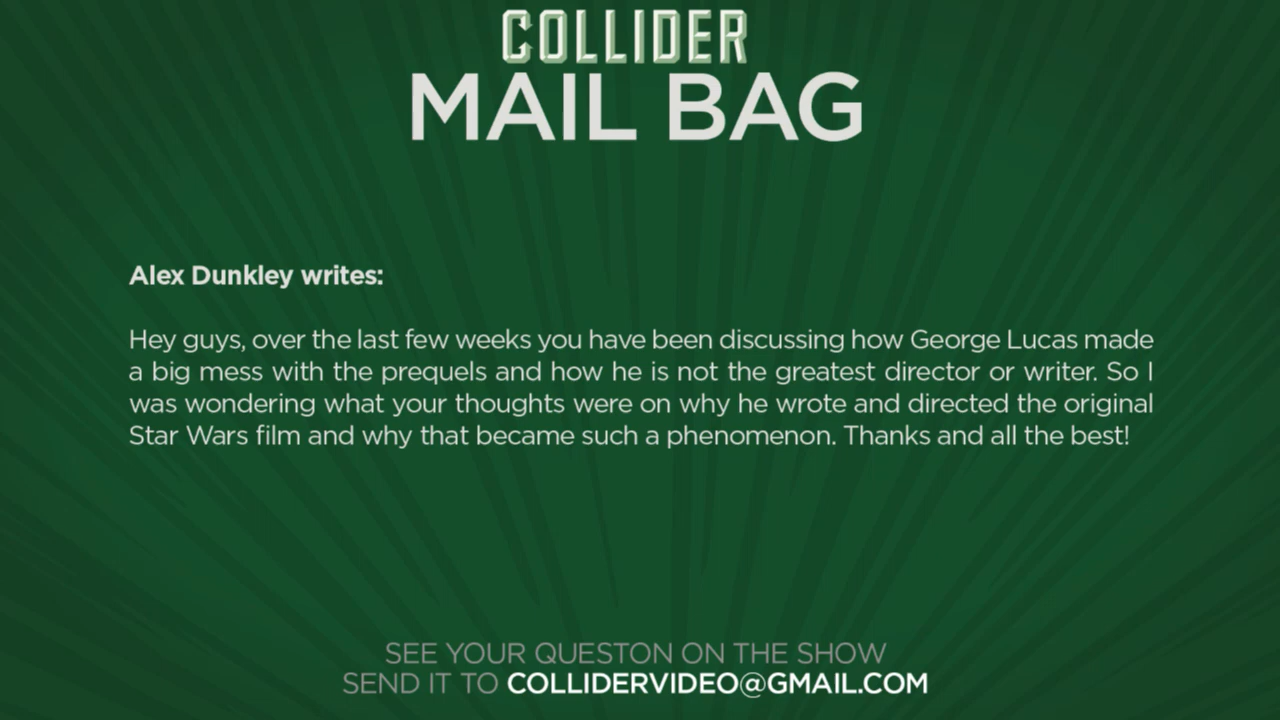 COLLIDER
MAIL BAG
Alex Dunkley writes:
Hey guys, over the last few weeks you have been discussing how George Lucas made
a big mess with the prequels and how he is not the greatest director or writer. So I
was wondering what your thoughts were on why he wrote and directed the original
Star Wars film and why that became such a phenomenon. Thanks and all the best!
SEE YOUR QUESTON ON THE SHOW
SEND IT TO COLLIDERVIDEO@GMAIL.COM